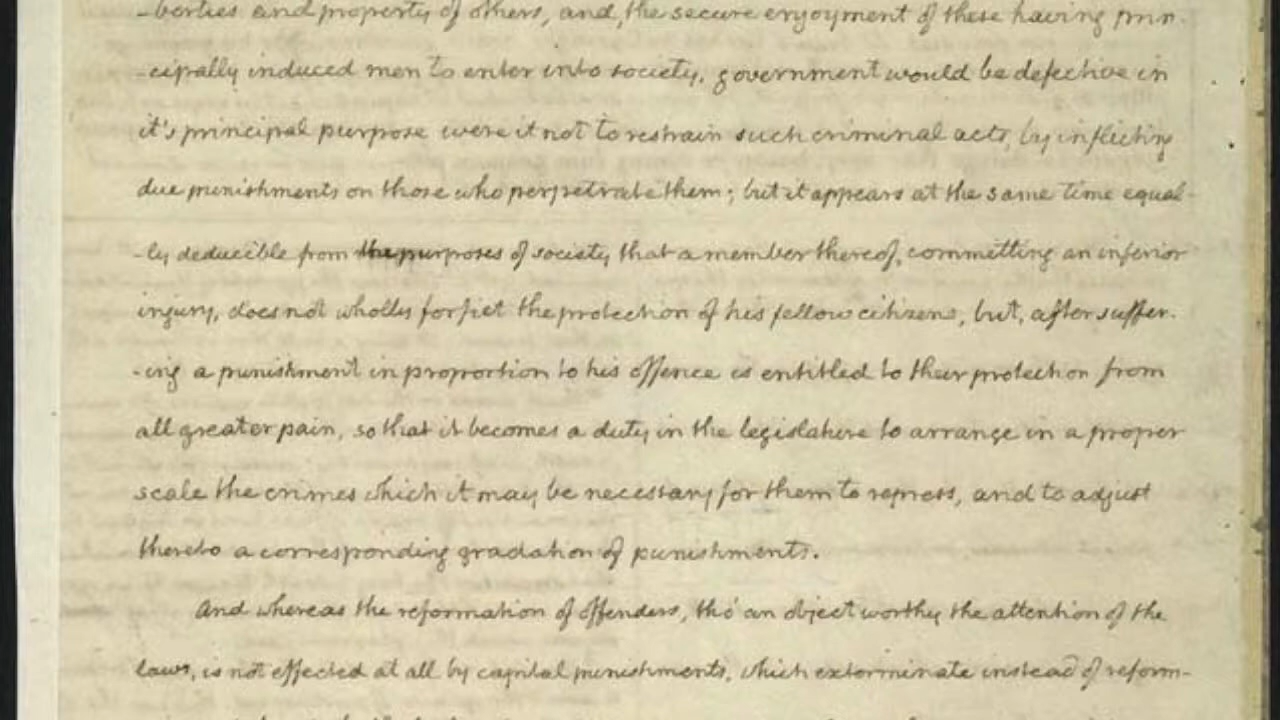 -berties and property of others, and the secure enjoyment of these having prin-
-cipally induced men to enter into society, government would be defective in
it's principal purpose were it not to restrain such criminal acts, by inflicting
due punishments on those who perpetrate them; but it appears at the same time equal-
-ly deducible from the purposes of society that a member thereof, committing an inferior
injury, does not wholly forfiet the protection of his fellow citizens, but, after suffer-
-ing a punishment in proportion to his offence is entitled to their protection from
all greater pain, so that it becomes a duty in the legislature to arrange in a proper
scale the crimes which it may be necessary for them to repress, and to adjust
thereto a corresponding gradation of punishments.
And whereas the reformation of offenders, tho' an object worthy the attention of the
laws, is not effected at all by capital punishments, which exterminate instead of reform-